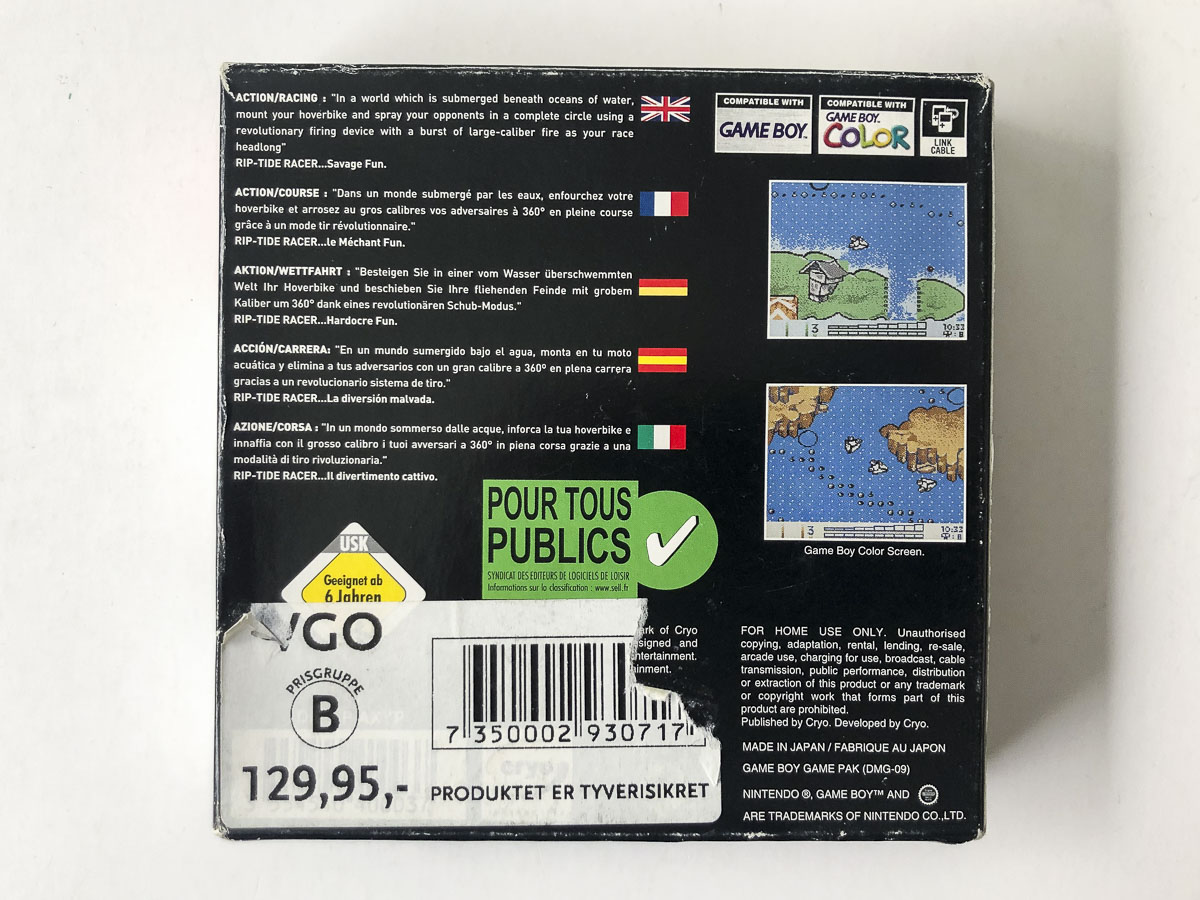 ACTION/RACING : "In a world which is submerged beneath oceans of water,
mount your hoverbike and spray your opponents in a complete circle using a
revolutionary firing device with a burst of large-caliber fire as your race
headlong"
RIP-TIDE RACER...Savage Fun.
ACTION/COURSE : "Dans un monde submergé par les eaux, enfourchez votre
hoverbike et arrosez au gros calibres vos adversaires à 360° en pleine course
grâce à un mode tir révolutionnaire."
RIP-TIDE RACER...le Méchant Fun.
AKTION/WETTFAHRT : "Besteigen Sie in einer vom Wasser überschwemmten
Welt Ihr Hoverbike und beschieben Sie Ihre fliehenden Feinde mit grobem
Kaliber um 360° dank eines revolutionären Schub-Modus."
RIP-TIDE RACER...Hardocre Fun.
ACCIÓN/CARRERA: "En un mundo sumergido bajo el agua, monta en tu moto
acuática y elimina a tus adversarios con un gran calibre a 360° en plena carrera
gracias a un revolucionario sistema de tiro."
RIP-TIDE RACER...La diversión malvada.
AZIONE/CORSA : "In un mondo sommerso dalle acque, inforca la tua hoverbike e
innaffia con il grosso calibro i tuoi avversari a 360° in piena corsa grazie a una
modalità di tiro rivoluzionaria."
RIP-TIDE RACER...Il divertimento cattivo.
COMPATIBLE WITH
GAME BOY™
COMPATIBLE WITH
GAME BOY
COLOR
LINK
CABLE
3
10:33
8
3
10:33
8
Game Boy Color Screen.
USK
Geeignet ab
6 Jahren
POUR TOUS
PUBLICS
SYNDICAT DES EDITEURS DE LOGICIELS DE LOISIR
Informations sur la classification : www.sell.fr
GO
PRISGRUPPE
B
129,95,-
7 350002 930717
PRODUKTET ER TYVERISIKRET
of Cryo
and
FOR HOME USE ONLY. Unauthorised
copying, adaptation, rental, lending, re-sale,
arcade use, charging for use, broadcast, cable
transmission, public performance, distribution
or extraction of this product or any trademark
or copyright work that forms part of this
product are prohibited.
Published by Cryo. Developed by Cryo.
MADE IN JAPAN / FABRIQUE AU JAPON
GAME BOY GAME PAK (DMG-09)
NINTENDO ®, GAME BOY™ AND
ARE TRADEMARKS OF NINTENDO CO.,LTD.